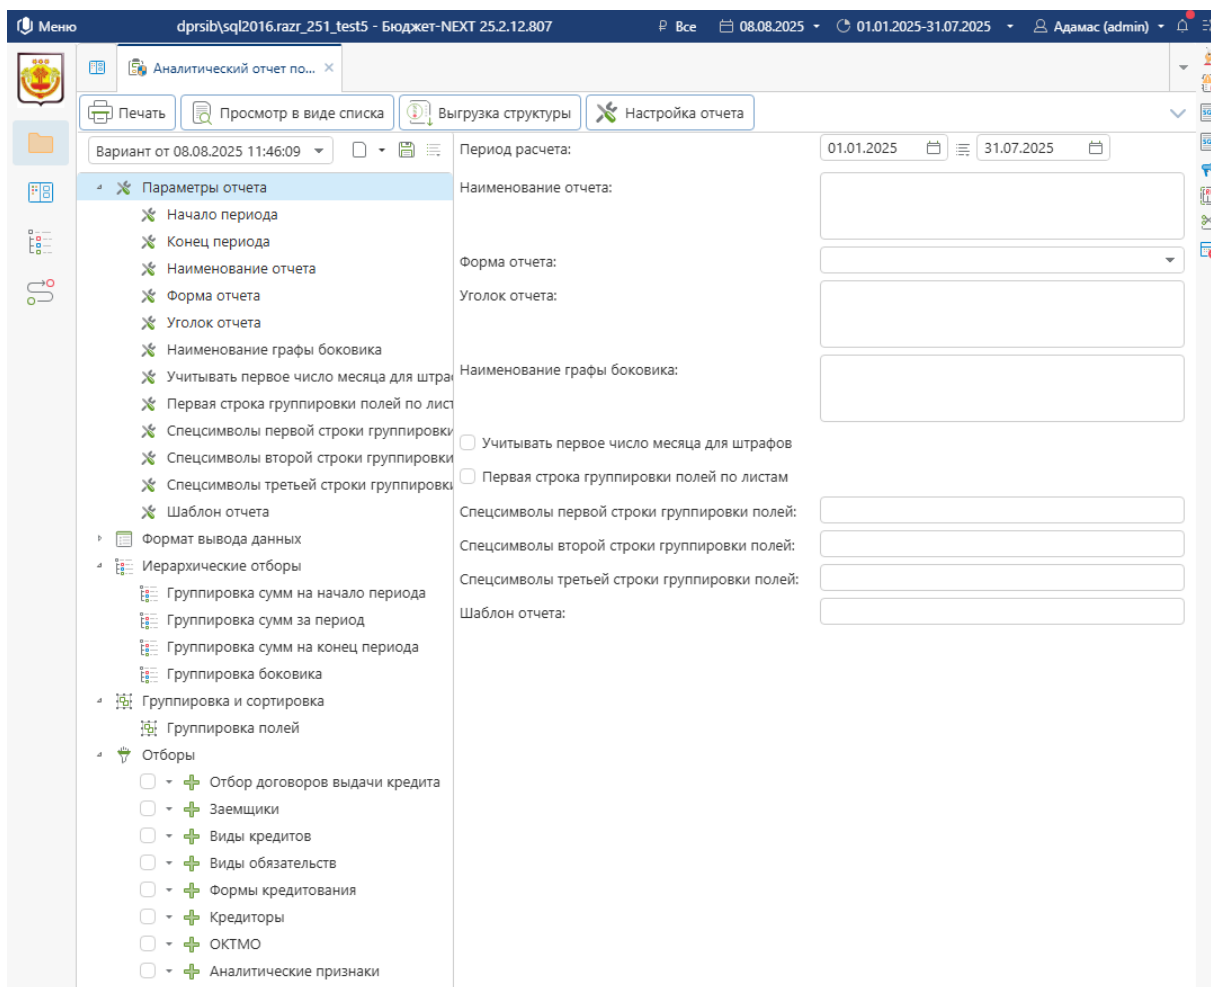 Меню dprsib\sql2016.razr_251_test5 - Бюджет-NEXT 25.2.12.807 ₽ Все 08.08.2025 01.01.2025-31.07.2025 Адамас (admin)
Аналитический отчет по... ×
Печать Просмотр в виде списка Выгрузка структуры Настройка отчета
Вариант от 08.08.2025 11:46:09
Параметры отчета
Начало периода
Конец периода
Наименование отчета
Форма отчета
Уголок отчета
Наименование графы боковика
Учитывать первое число месяца для штра
Первая строка группировки полей по лист
Спецсимволы первой строки группировки
Спецсимволы второй строки группировки
Спецсимволы третьей строки группировки
Шаблон отчета
Формат вывода данных
Иерархические отборы
Группировка сумм на начало периода
Группировка сумм за период
Группировка сумм на конец периода
Группировка боковика
Группировка и сортировка
Группировка полей
Отборы
Отбор договоров выдачи кредита
Заемщики
Виды кредитов
Виды обязательств
Формы кредитования
Кредиторы
ОКТМО
Аналитические признаки
Период расчета: 01.01.2025 31.07.2025
Наименование отчета:
Форма отчета:
Уголок отчета:
Наименование графы боковика:
Учитывать первое число месяца для штрафов
Первая строка группировки полей по листам
Спецсимволы первой строки группировки полей:
Спецсимволы второй строки группировки полей:
Спецсимволы третьей строки группировки полей:
Шаблон отчета: